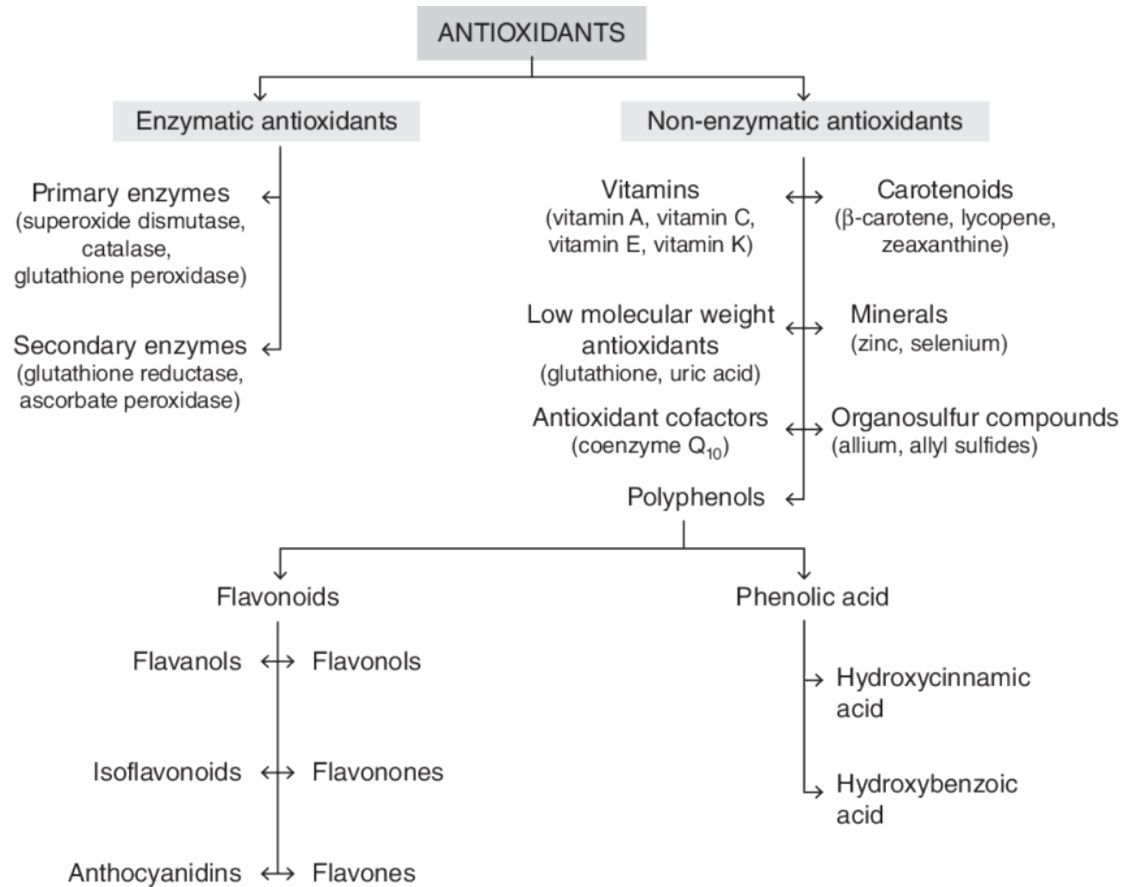 ANTIOXIDANTS
Enzymatic antioxidants
Non-enzymatic antioxidants
Primary enzymes
(superoxide dismutase,
catalase,
glutathione peroxidase)
Secondary enzymes
(glutathione reductase,
ascorbate peroxidase)
Vitamins
(vitamin A, vitamin C,
vitamin E, vitamin K)
Carotenoids
(β-carotene, lycopene,
zeaxanthine)
Low molecular weight
antioxidants
(glutathione, uric acid)
Minerals
(zinc, selenium)
Antioxidant cofactors
(coenzyme Q₁₀)
Organosulfur compounds
(allium, allyl sulfides)
Polyphenols
Flavonoids
Phenolic acid
Flavanols
Flavonols
Isoflavonoids
Flavonones
Anthocyanidins
Flavones
Hydroxycinnamic
acid
Hydroxybenzoic
acid